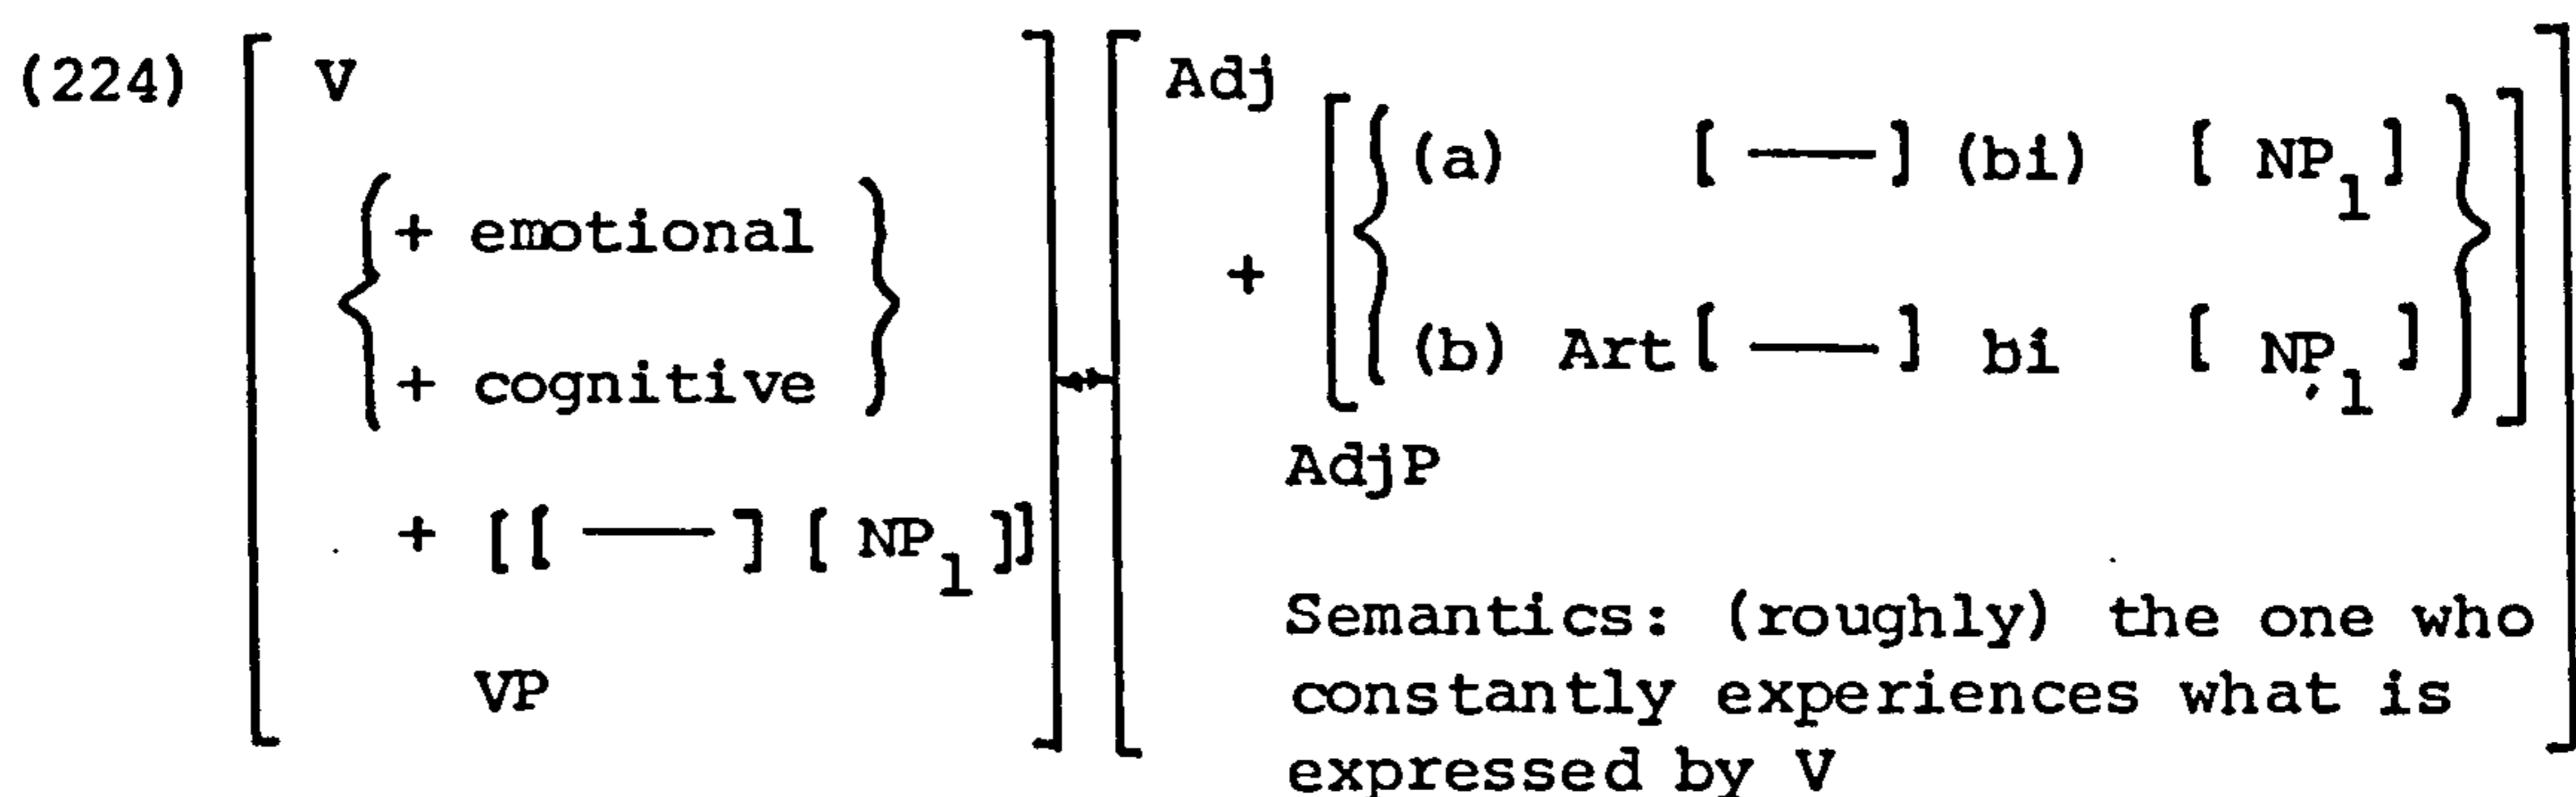 (224) [ V ] ↔ [ Adj
[ { (a) [ —— ] (bi) [ NP₁ ] } ]
{ + emotional }
+
{ + cognitive }
(b) Art [ —— ] bi [ NP₁ ]
AdjP
+ [[ —— ] [ NP₁ ]]
VP
Semantics: (roughly) the one who
constantly experiences what is
expressed by V